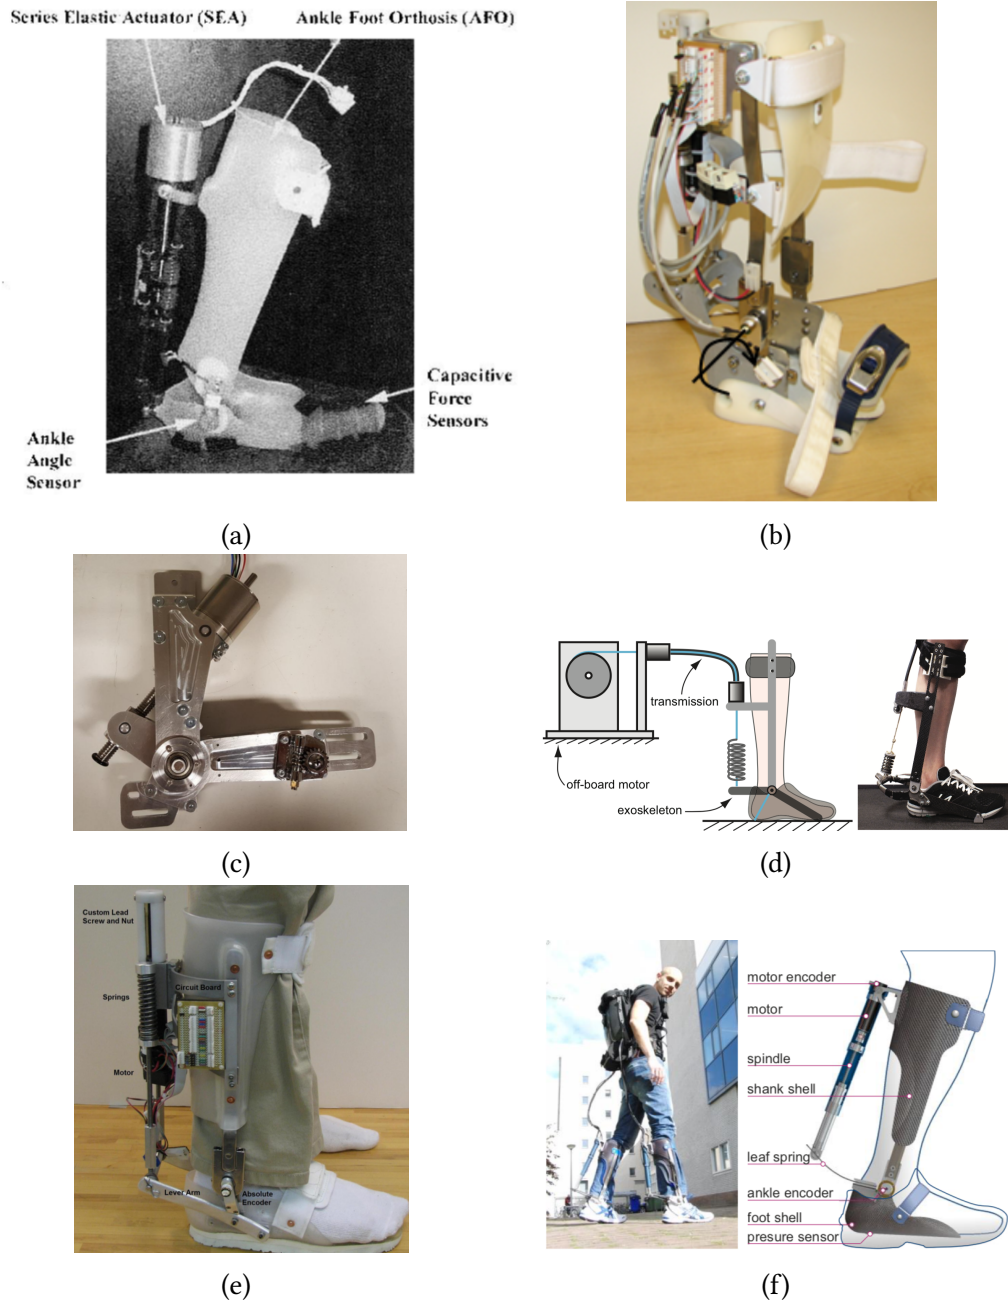 Series Elastic Actuator (SEA)
Ankle Foot Orthosis (AFO)
Capacitive
Force
Sensors
Ankle
Angle
Sensor
(a)
(b)
(c)
transmission
off-board motor
exoskeleton
(d)
Custom Lead
Screw and Nut
Circuit Board
Springs
Motor
Lever Arm
Absolute
Encoder
(e)
motor encoder
motor
spindle
shank shell
leaf spring
ankle encoder
foot shell
presure sensor
(f)